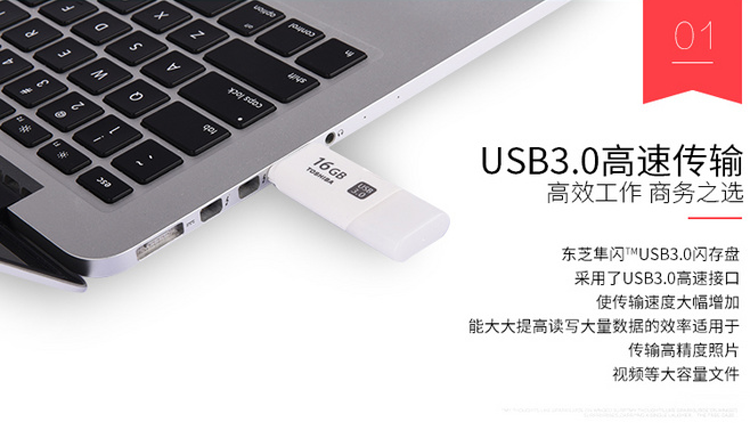 01
USB3.0高速传输
高效工作 商务之选
东芝隼闪™USB3.0闪存盘
采用了USB3.0高速接口
使传输速度大幅增加
能大大提高读写大量数据的效率适用于
传输高精度照片
视频等大容量文件
16GB
TOSHIBA
USB
3.0
fn
control
option
shift
caps lock
tab
esc
A
S
Z
Q
W
1
2